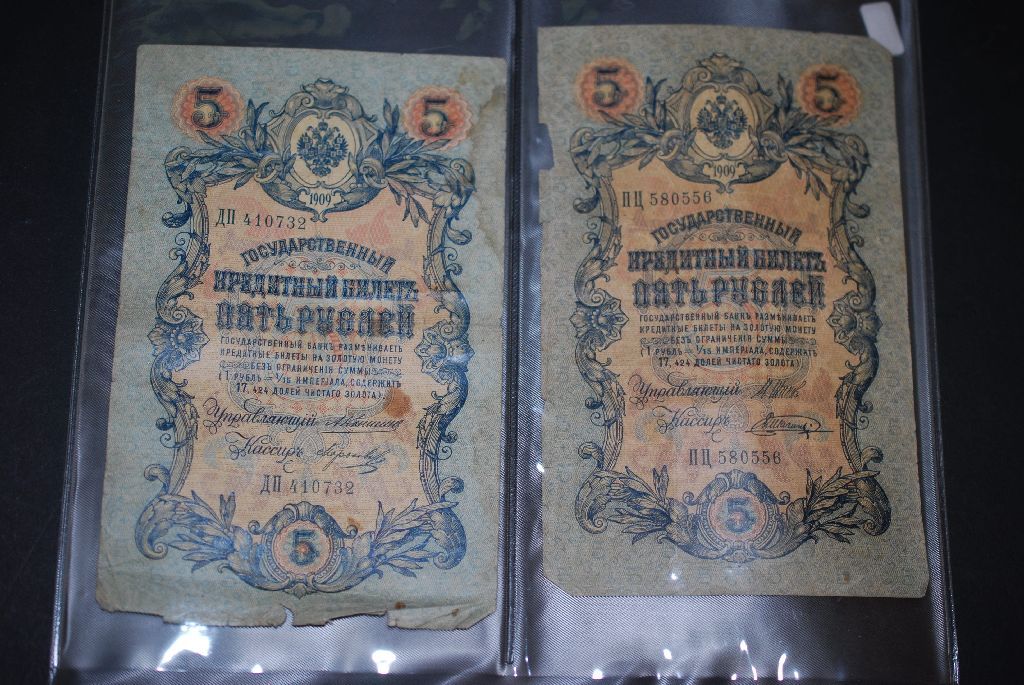 5 5
1909
ДП 410732
ГОСУДАРСТВЕННЫЙ
КРЕДИТНЫЙ БИЛЕТЪ
ПЯТЬ РУБЛЕЙ
ГОСУДАРСТВЕННЫЙ БАНКЪ РАЗМѢНИВАЕТЪ
КРЕДИТНЫЕ БИЛЕТЫ НА ЗОЛОТУЮ МОНЕТУ
БЕЗЪ ОГРАНИЧЕНІЯ СУММЫ
(1 РУБЛЬ = 1/15 ИМПЕРІАЛА, СОДЕРЖИТЪ
17, 424 ДОЛЕЙ ЧИСТАГО ЗОЛОТА).
Управляющій
Кассиръ
ДП 410732
5
5 5
1909
ПЦ 580556
ГОСУДАРСТВЕННЫЙ
КРЕДИТНЫЙ БИЛЕТЪ
ПЯТЬ РУБЛЕЙ
ГОСУДАРСТВЕННЫЙ БАНКЪ РАЗМѢНИВАЕТЪ
КРЕДИТНЫЕ БИЛЕТЫ НА ЗОЛОТУЮ МОНЕТУ
БЕЗЪ ОГРАНИЧЕНІЯ СУММЫ
(1 РУБЛЬ = 1/15 ИМПЕРІАЛА, СОДЕРЖИТЪ
17, 424 ДОЛЕЙ ЧИСТАГО ЗОЛОТА)
Управляющій
Кассиръ
ПЦ 580556
5